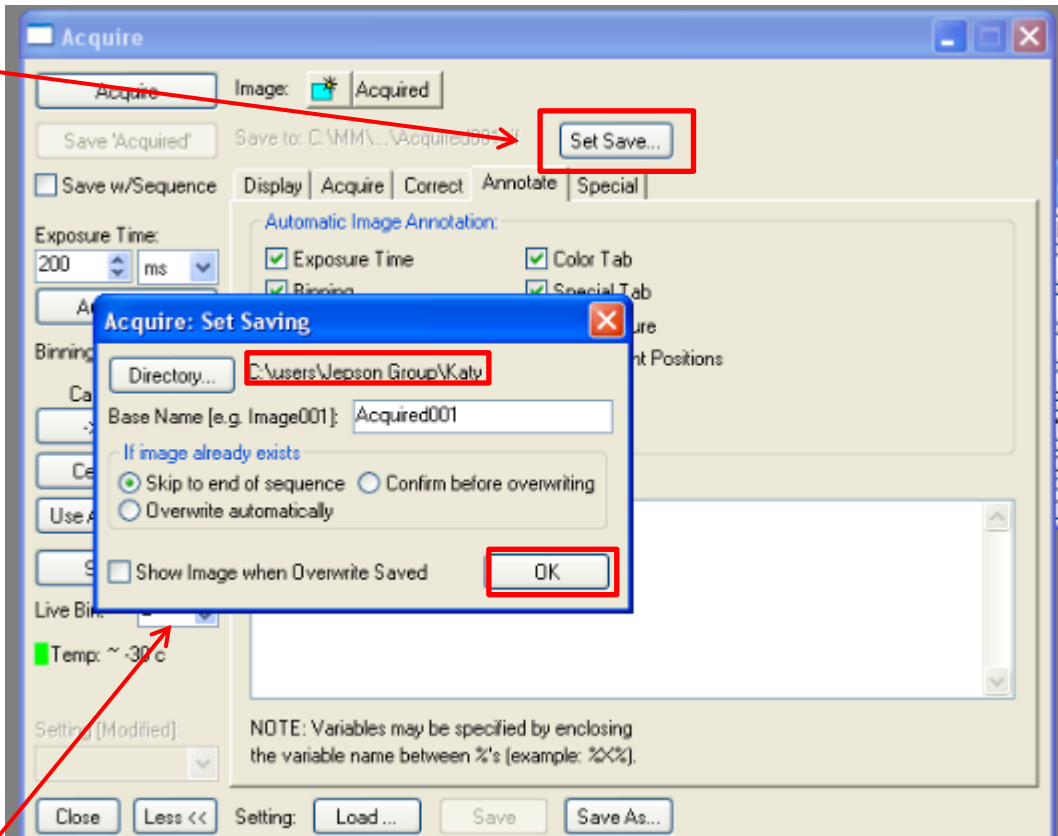 Acquire
Acquire Image: Acquired
Save 'Acquired' Save to: C:\MM\...\Acquired001.tif Set Save...
Save w/Sequence Display Acquire Correct Annotate Special
Automatic Image Annotation:
Exposure Time:
200 ms
Exposure Time Color Tab
Binning Special Tab
Acquire: Set Saving
Binning
Directory... C:\users\Jepson Group\Katy
nt Positions
Base Name [e.g. Image001]: Acquired001
If image already exists
Skip to end of sequence Confirm before overwriting
Overwrite automatically
Use A
Show Image when Overwrite Saved OK
Live Bin:
Temp: ~ -30 c
Setting [Modified]:
NOTE: Variables may be specified by enclosing
the variable name between %'s (example: %X%).
Close Less << Setting: Load ... Save Save As...